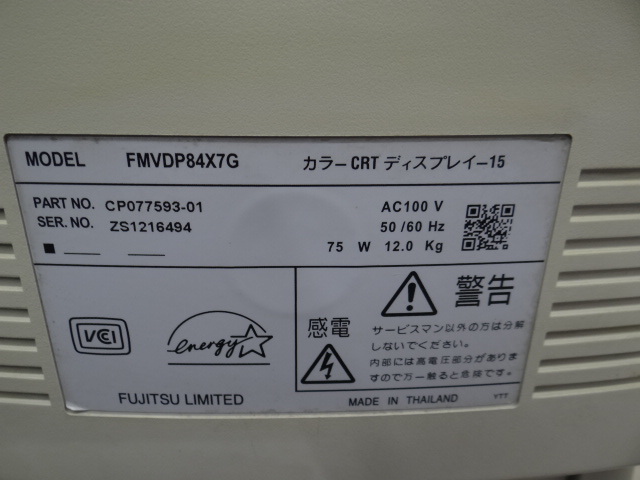 MODEL FMVDP84X7G カラーCRT ディスプレイ-15
PART NO. CP077593-01 AC100 V
SER. NO. ZS1216494 50/60 Hz
75 W 12.0 Kg
警告
感電
サービスマン以外の方は分解
しないでください。
内部には高電圧部分がありま
すので万一触ると危険です。
VCI
energy
FUJITSU LIMITED
MADE IN THAILAND YTT